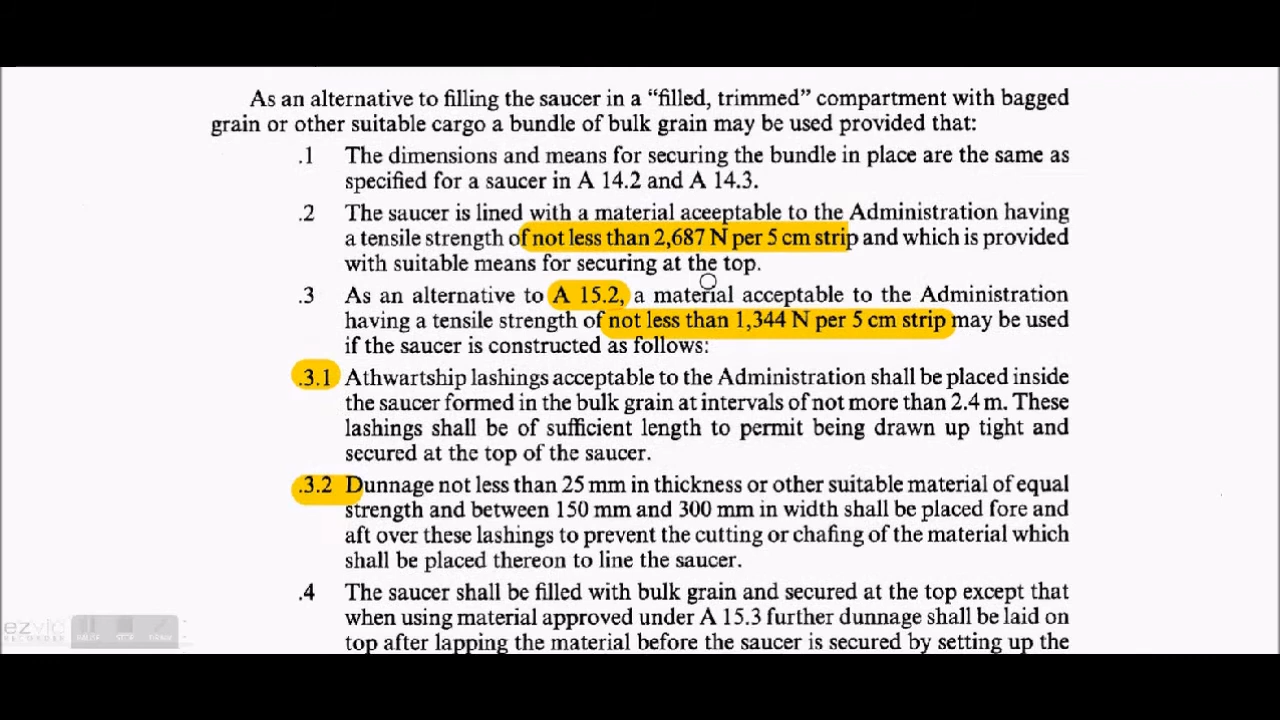 As an alternative to filling the saucer in a “filled, trimmed” compartment with bagged
grain or other suitable cargo a bundle of bulk grain may be used provided that:
.1 The dimensions and means for securing the bundle in place are the same as
specified for a saucer in A 14.2 and A 14.3.
.2 The saucer is lined with a material aceeptable to the Administration having
a tensile strength of not less than 2,687 N per 5 cm strip and which is provided
with suitable means for securing at the top.
.3 As an alternative to A 15.2, a material acceptable to the Administration
having a tensile strength of not less than 1,344 N per 5 cm strip may be used
if the saucer is constructed as follows:
.3.1 Athwartship lashings acceptable to the Administration shall be placed inside
the saucer formed in the bulk grain at intervals of not more than 2.4 m. These
lashings shall be of sufficient length to permit being drawn up tight and
secured at the top of the saucer.
.3.2 Dunnage not less than 25 mm in thickness or other suitable material of equal
strength and between 150 mm and 300 mm in width shall be placed fore and
aft over these lashings to prevent the cutting or chafing of the material which
shall be placed thereon to line the saucer.
.4 The saucer shall be filled with bulk grain and secured at the top except that
when using material approved under A 15.3 further dunnage shall be laid on
top after lapping the material before the saucer is secured by setting up the